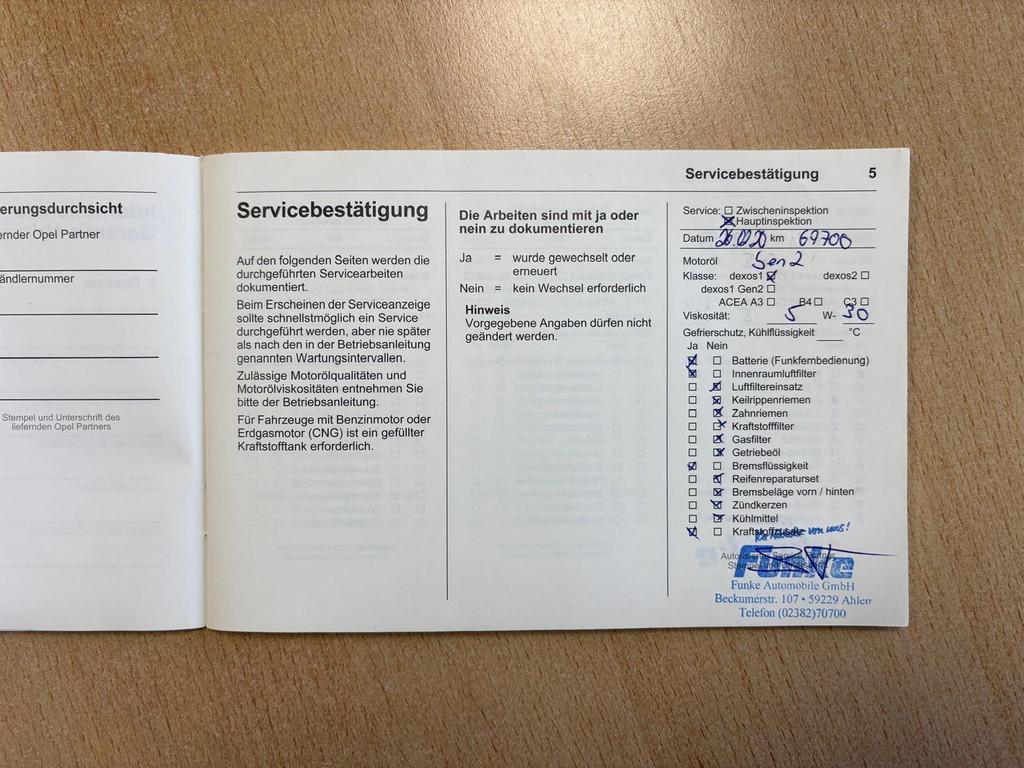 erungsdurchsicht
ernder Opel Partner
ändlernummer
Stempel und Unterschrift des
liefernden Opel Partners
Servicebestätigung 5
Servicebestätigung
Auf den folgenden Seiten werden die
durchgeführten Servicearbeiten
dokumentiert.
Beim Erscheinen der Serviceanzeige
sollte schnellstmöglich ein Service
durchgeführt werden, aber nie später
als nach den in der Betriebsanleitung
genannten Wartungsintervallen.
Zulässige Motorölqualitäten und
Motorölviskositäten entnehmen Sie
bitte der Betriebsanleitung.
Für Fahrzeuge mit Benzinmotor oder
Erdgasmotor (CNG) ist ein gefüllter
Kraftstofftank erforderlich.
Die Arbeiten sind mit ja oder
nein zu dokumentieren
Ja = wurde gewechselt oder
erneuert
Nein = kein Wechsel erforderlich
Hinweis
Vorgegebene Angaben dürfen nicht
geändert werden.
Service: ☐ Zwischeninspektion
☒ Hauptinspektion
Datum km 69700
Motoröl Gen 2
Klasse: dexos1 ☒ dexos2 ☐
dexos1 Gen2 ☐
ACEA A3 ☐ B4 ☐ C3 ☐
Viskosität: 5 W- 30
Gefrierschutz, Kühlflüssigkeit °C
Ja Nein
☒ ☐ Batterie (Funkfernbedienung)
☒ ☐ Innenraumluftfilter
☐ ☒ Luftfiltereinsatz
☐ ☒ Keilrippenriemen
☐ ☒ Zahnriemen
☐ ☒ Kraftstofffilter
☐ ☒ Gasfilter
☐ ☒ Getriebeöl
☒ ☐ Bremsflüssigkeit
☐ ☒ Reifenreparaturset
☐ ☒ Bremsbeläge vorn / hinten
☐ ☒ Zündkerzen
☐ ☒ Kühlmittel
☒ ☐ Kraftstoffzusatz
von uns!
Funke
Funke Automobile GmbH
Beckumerstr. 107 • 59229 Ahlen
Telefon (02382)70700